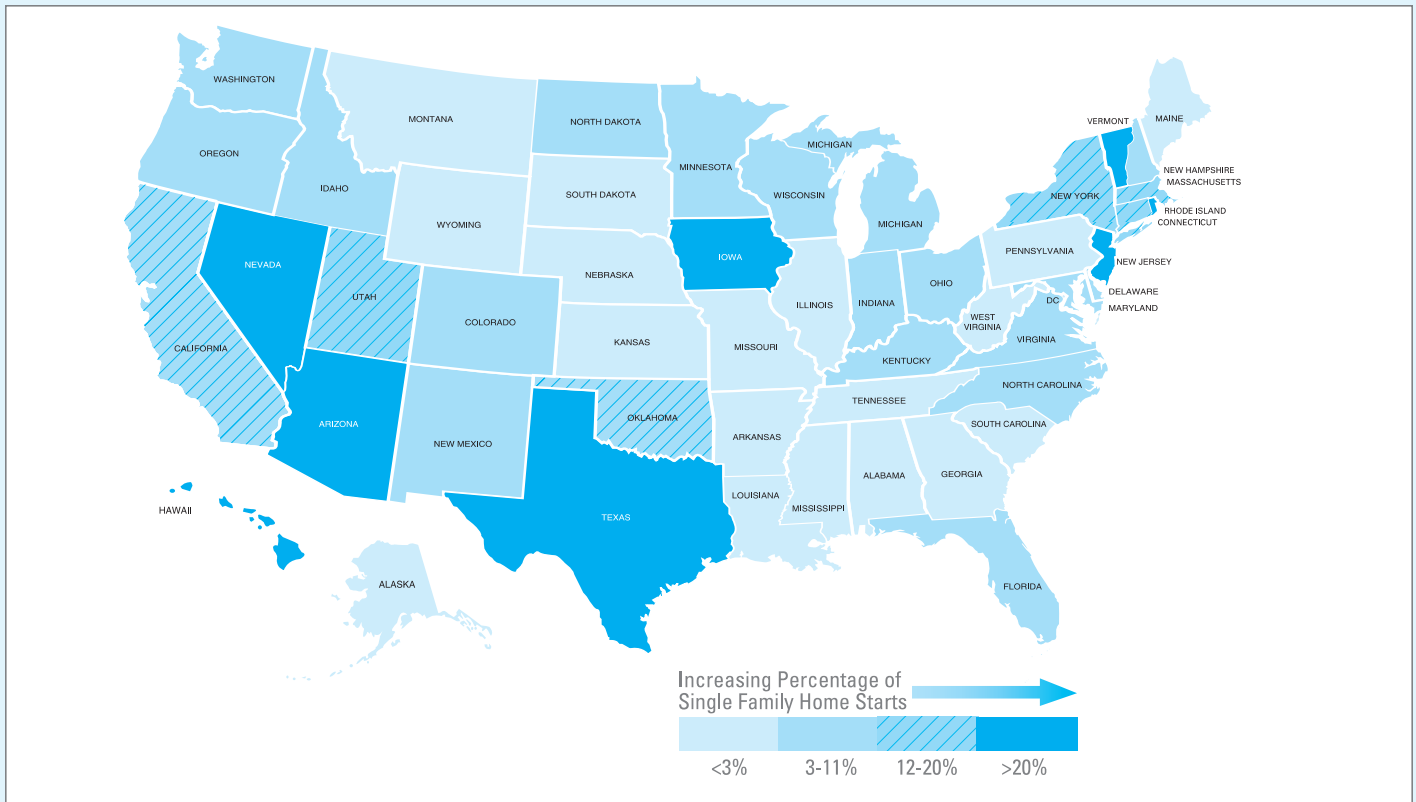 WASHINGTON
MONTANA
NORTH DAKOTA
MINNESOTA
MICHIGAN
VERMONT
MAINE
OREGON
IDAHO
SOUTH DAKOTA
WISCONSIN
NEW YORK
NEW HAMPSHIRE
MASSACHUSETTS
WYOMING
MICHIGAN
RHODE ISLAND
CONNECTICUT
NEVADA
IOWA
PENNSYLVANIA
NEW JERSEY
UTAH
NEBRASKA
ILLINOIS
INDIANA
OHIO
DELAWARE
DC
MARYLAND
COLORADO
WEST
VIRGINIA
CALIFORNIA
KANSAS
MISSOURI
KENTUCKY
VIRGINIA
NORTH CAROLINA
ARIZONA
NEW MEXICO
OKLAHOMA
ARKANSAS
TENNESSEE
SOUTH CAROLINA
TEXAS
LOUISIANA
MISSISSIPPI
ALABAMA
GEORGIA
HAWAII
ALASKA
FLORIDA
Increasing Percentage of
Single Family Home Starts
<3% 3-11% 12-20% >20%